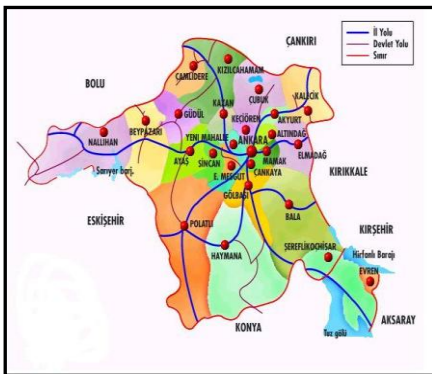 ÇANKIRI
İl Yolu
Devlet Yolu
Sınır
BOLU
KIZILCAHAMAM
ÇAMLIDERE
ÇUBUK
KALECİK
KAZAN
GÜDÜL
KEÇİÖREN
AKYURT
BEYPAZARI
NALLIHAN
YENİ MAHALLE
ANKARA
ALTINDAĞ
ELMADAĞ
AYAŞ
SİNCAN
MAMAK
Sarıyer barj.
E. MESGUT
ÇANKAYA
KIRIKKALE
GÖLBAŞI
ESKİŞEHİR
BALA
POLATLI
KIRŞEHİR
HAYMANA
ŞEREFLİKOÇHİSAR
Hirfanlı Barajı
EVREN
KONYA
AKSARAY
Tuz gölü